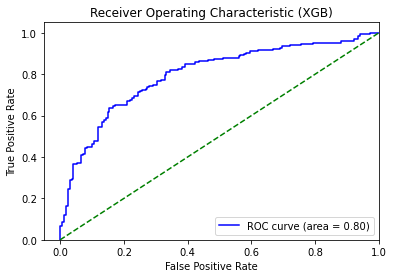 Receiver Operating Characteristic (XGB)
True Positive Rate
1.0
0.8
0.6
0.4
0.2
0.0
0.0 0.2 0.4 0.6 0.8 1.0
False Positive Rate
ROC curve (area = 0.80)